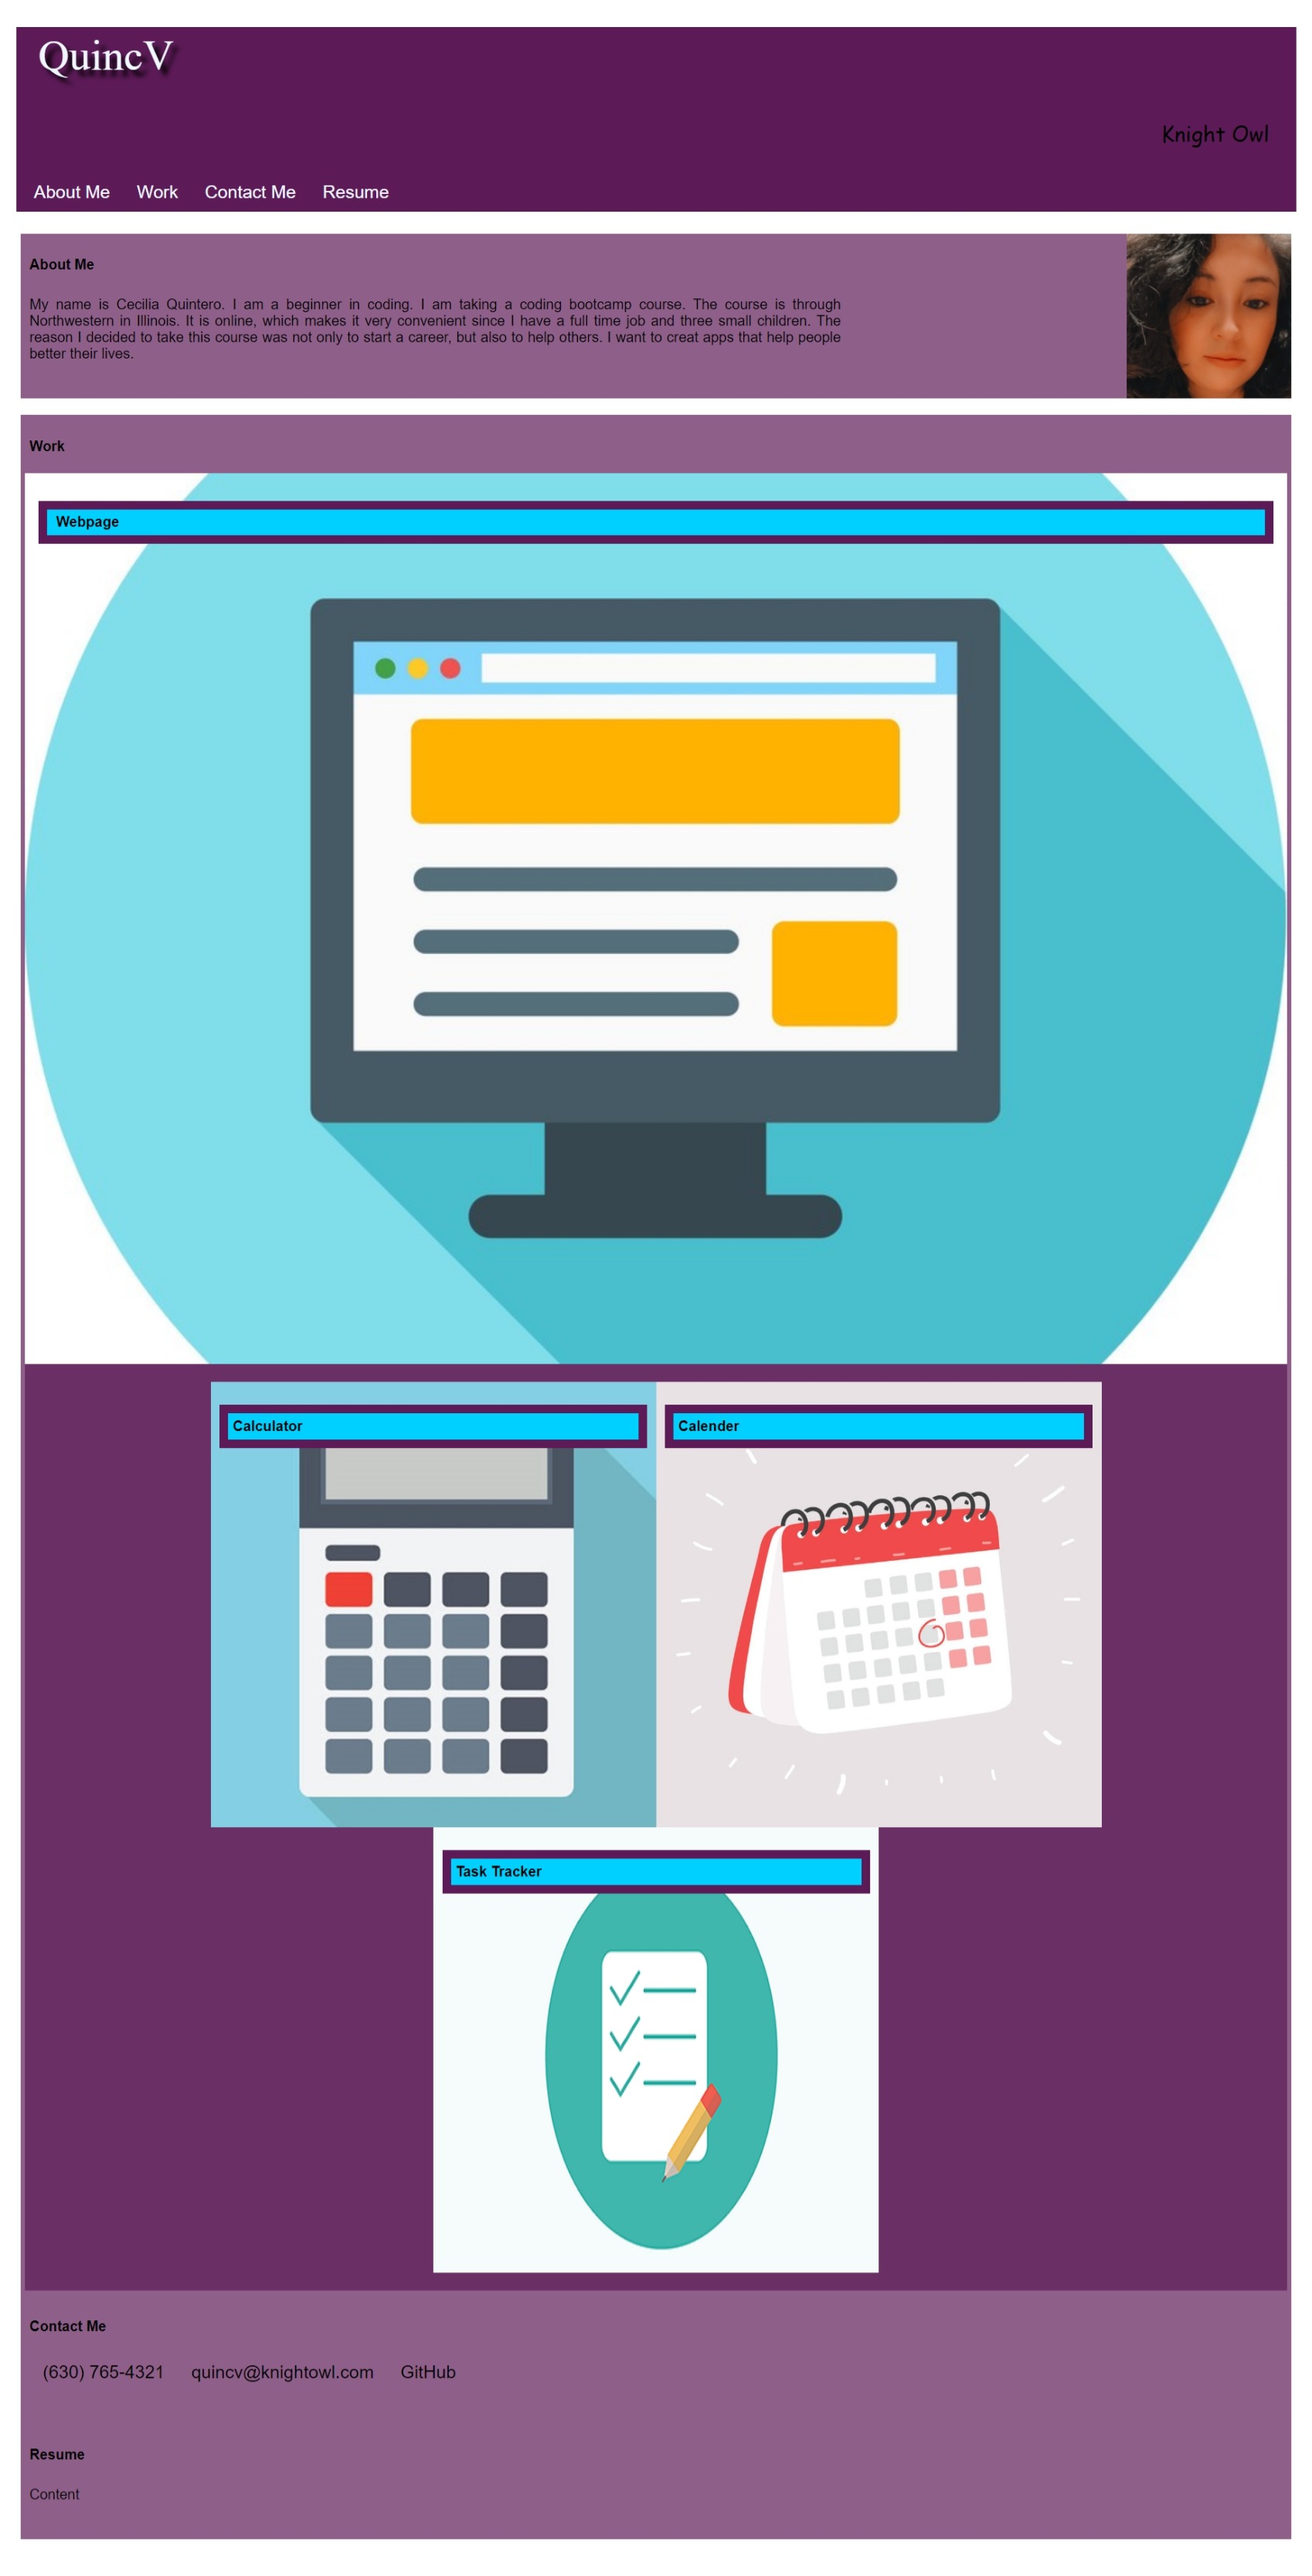 QuincV
Knight Owl
About Me Work Contact Me Resume
About Me
My name is Cecilia Quintero. I am a beginner in coding. I am taking a coding bootcamp course. The course is through
Northwestern in Illinois. It is online, which makes it very convenient since I have a full time job and three small children. The
reason I decided to take this course was not only to start a career, but also to help others. I want to creat apps that help people
better their lives.
Work
Webpage
Calculator
Calender
Task Tracker
Contact Me
(630) 765-4321 quincv@knightowl.com GitHub
Resume
Content